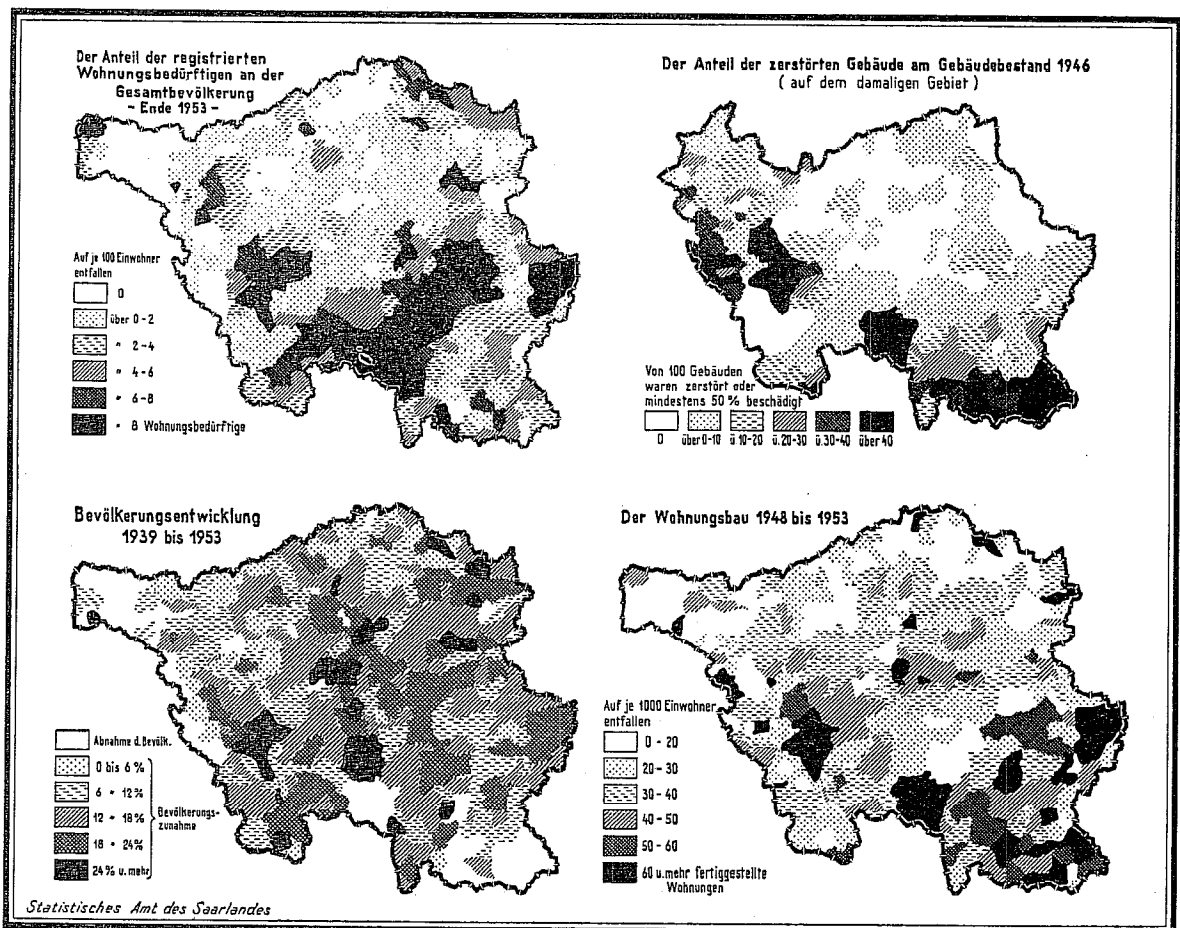 Der Anteil der registrierten
Wohnungsbedürftigen an der
Gesamtbevölkerung
- Ende 1953 -
Auf je 100 Einwohner
entfallen
0
über 0-2
" 2-4
" 4-6
" 6-8
" 8 Wohnungsbedürftige
Der Anteil der zerstörten Gebäude am Gebäudebestand 1946
( auf dem damaligen Gebiet )
Von 100 Gebäuden
waren zerstört oder
mindestens 50 % beschädigt
0 über 0-10 ü.10-20 ü.20-30 ü.30-40 über 40
Bevölkerungsentwicklung
1939 bis 1953
Abnahme d. Bevölk.
0 bis 6 %
6 " 12 %
12 " 18 %
18 " 24 %
24 % u. mehr
Bevölkerungs-
zunahme
Der Wohnungsbau 1948 bis 1953
Auf je 1000 Einwohner
entfallen
0 - 20
20 - 30
30 - 40
40 - 50
50 - 60
60 u. mehr fertiggestellte
Wohnungen
Statistisches Amt des Saarlandes